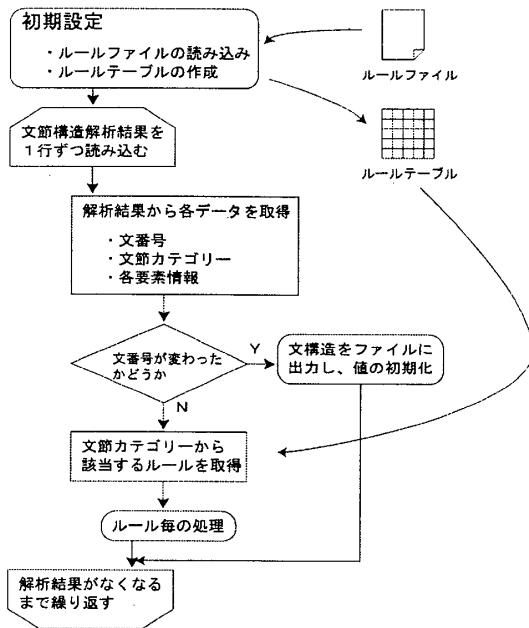 初期設定
・ルールファイルの読み込み
・ルールテーブルの作成
ルールファイル
ルールテーブル
文節構造解析結果を
1行ずつ読み込む
解析結果から各データを取得
・文番号
・文節カテゴリー
・各要素情報
文番号が変わった
かどうか
Y
文構造をファイルに
出力し、値の初期化
N
文節カテゴリーから
該当するルールを取得
ルール毎の処理
解析結果がなくなる
まで繰り返す